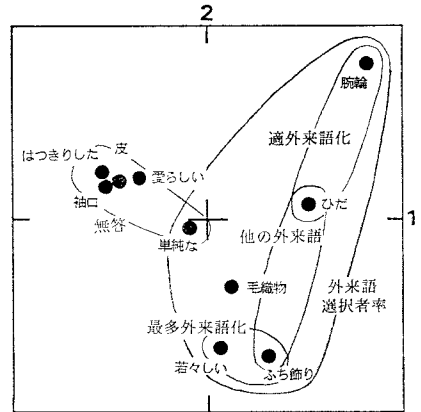 2
腕輪
適外来語化
はつきりした
皮
愛らしい
袖口
無答
ひだ
1
単純な
他の外来語
毛織物
外来語
選択者率
最多外来語化
若々しい
ふち飾り